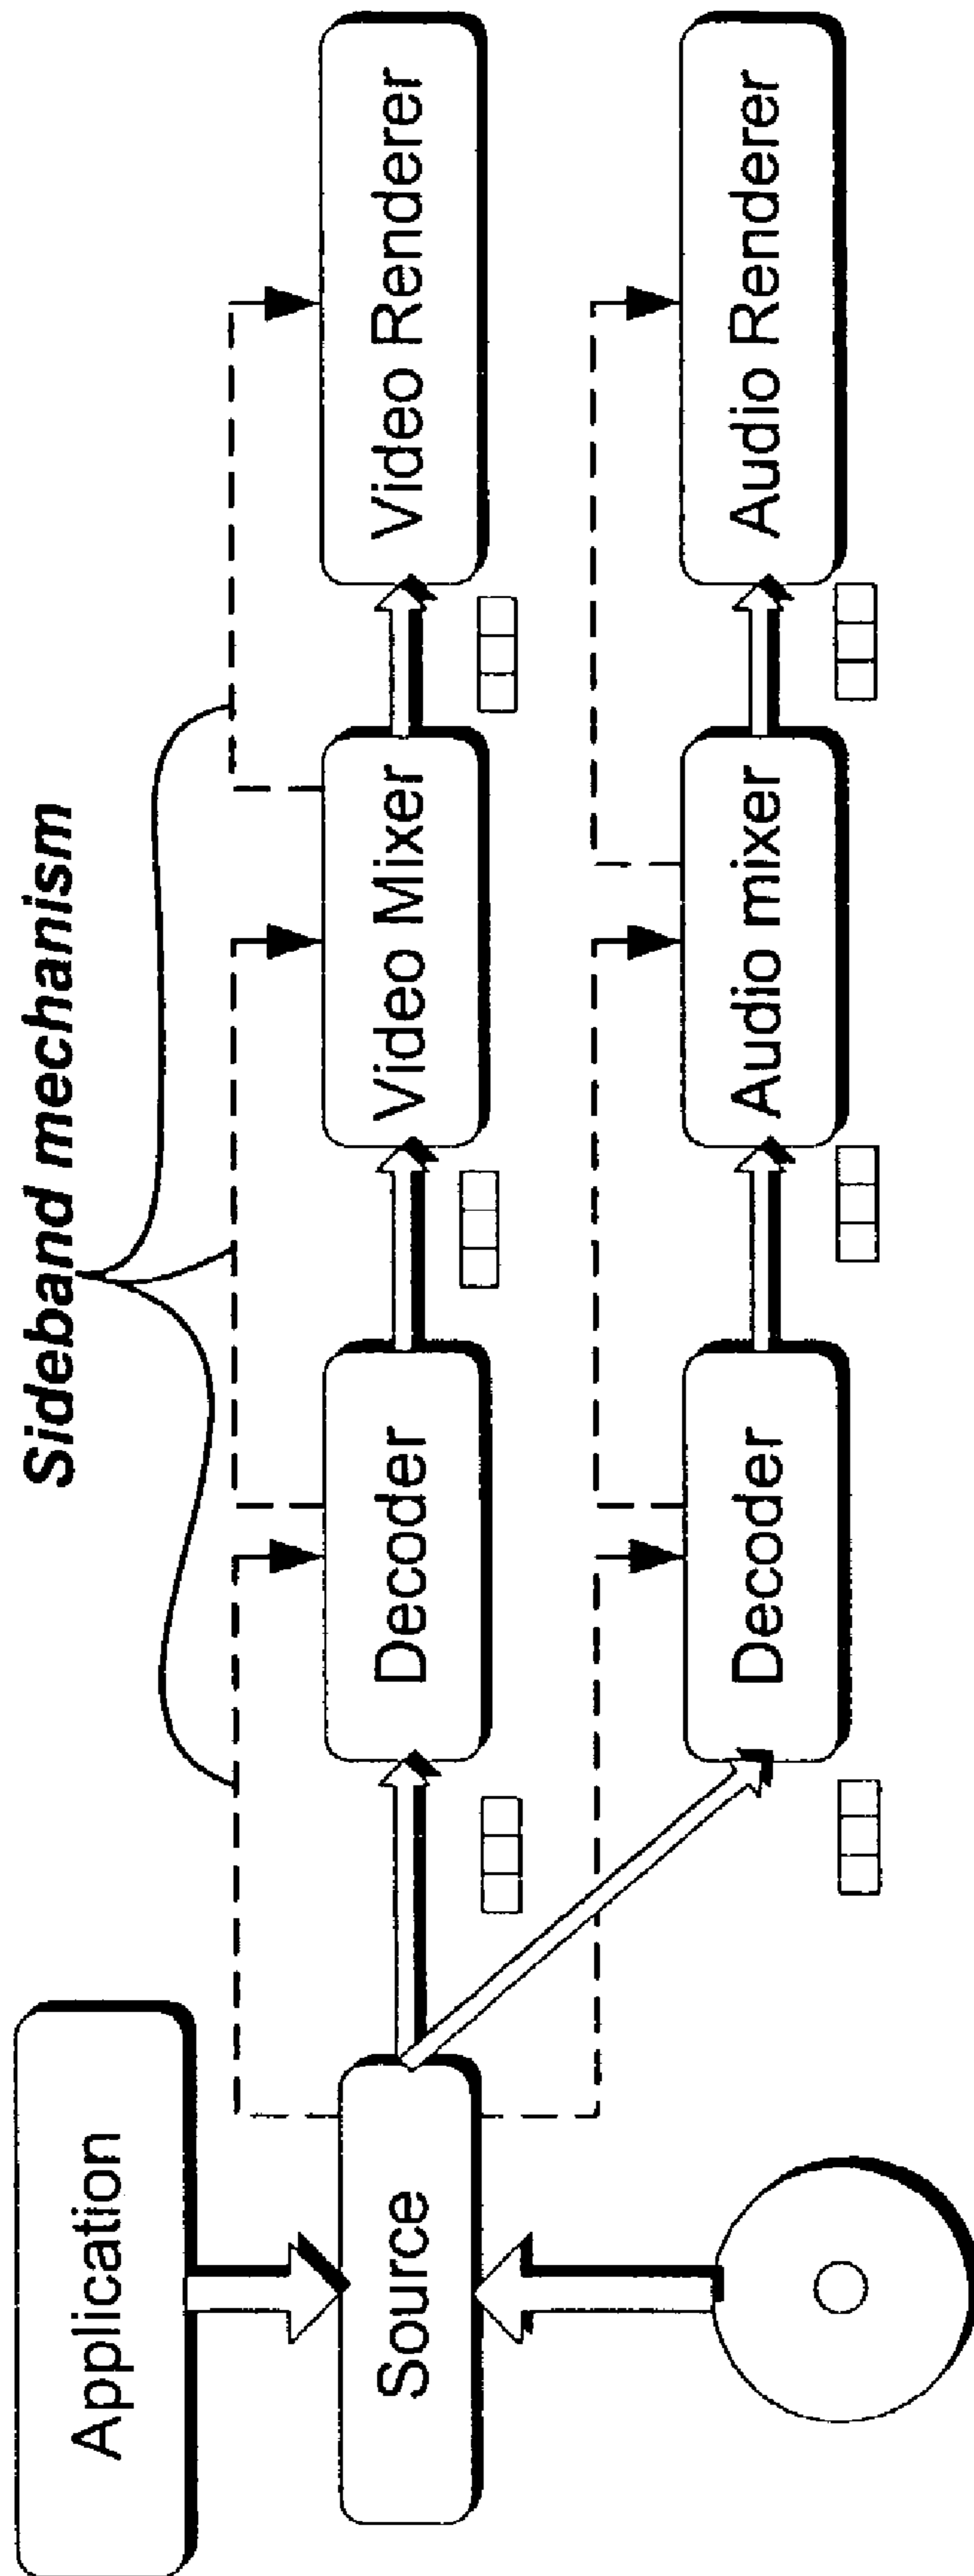 Sideband mechanism
Application
Source
Decoder
Video Mixer
Video Renderer
Decoder
Audio mixer
Audio Renderer